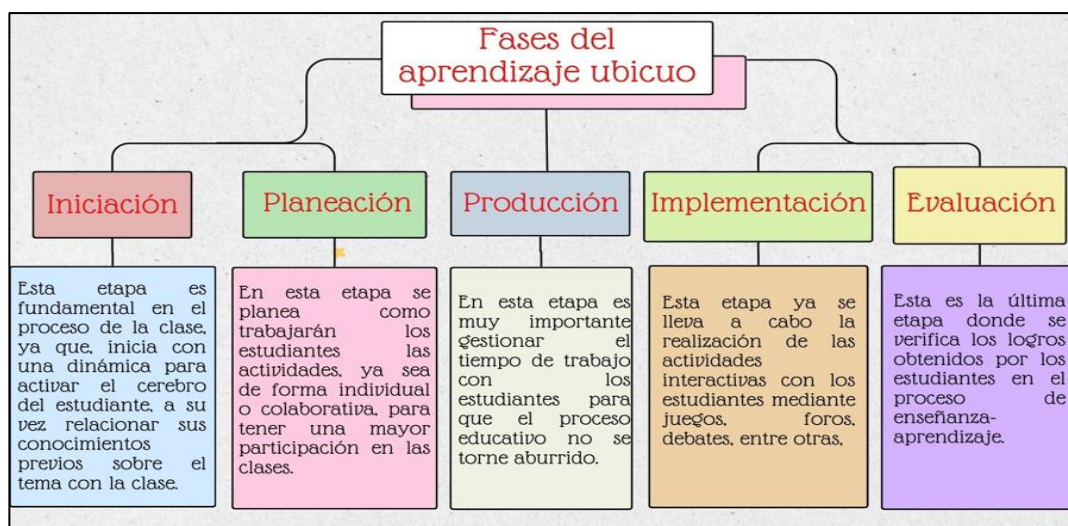 Fases del
aprendizaje ubicuo
Iniciación
Planeación
Producción
Implementación
Evaluación
Esta etapa es
fundamental en el
proceso de la clase,
ya que, inicia con
una dinámica para
activar el cerebro
del estudiante, a su
vez relacionar sus
conocimientos
previos sobre el
tema con la clase.
En esta etapa se
planea como
trabajarán los
estudiantes las
actividades, ya sea
de forma individual
o colaborativa, para
tener una mayor
participación en las
clases.
En esta etapa es
muy importante
gestionar el
tiempo de trabajo
con los
estudiantes para
que el proceso
educativo no se
torne aburrido.
Esta etapa ya se
lleva a cabo la
realización de las
actividades
interactivas con los
estudiantes mediante
juegos, foros,
debates, entre otras,
Esta es la última
etapa donde se
verifica los logros
obtenidos por los
estudiantes en el
proceso de
enseñanza-
aprendizaje.